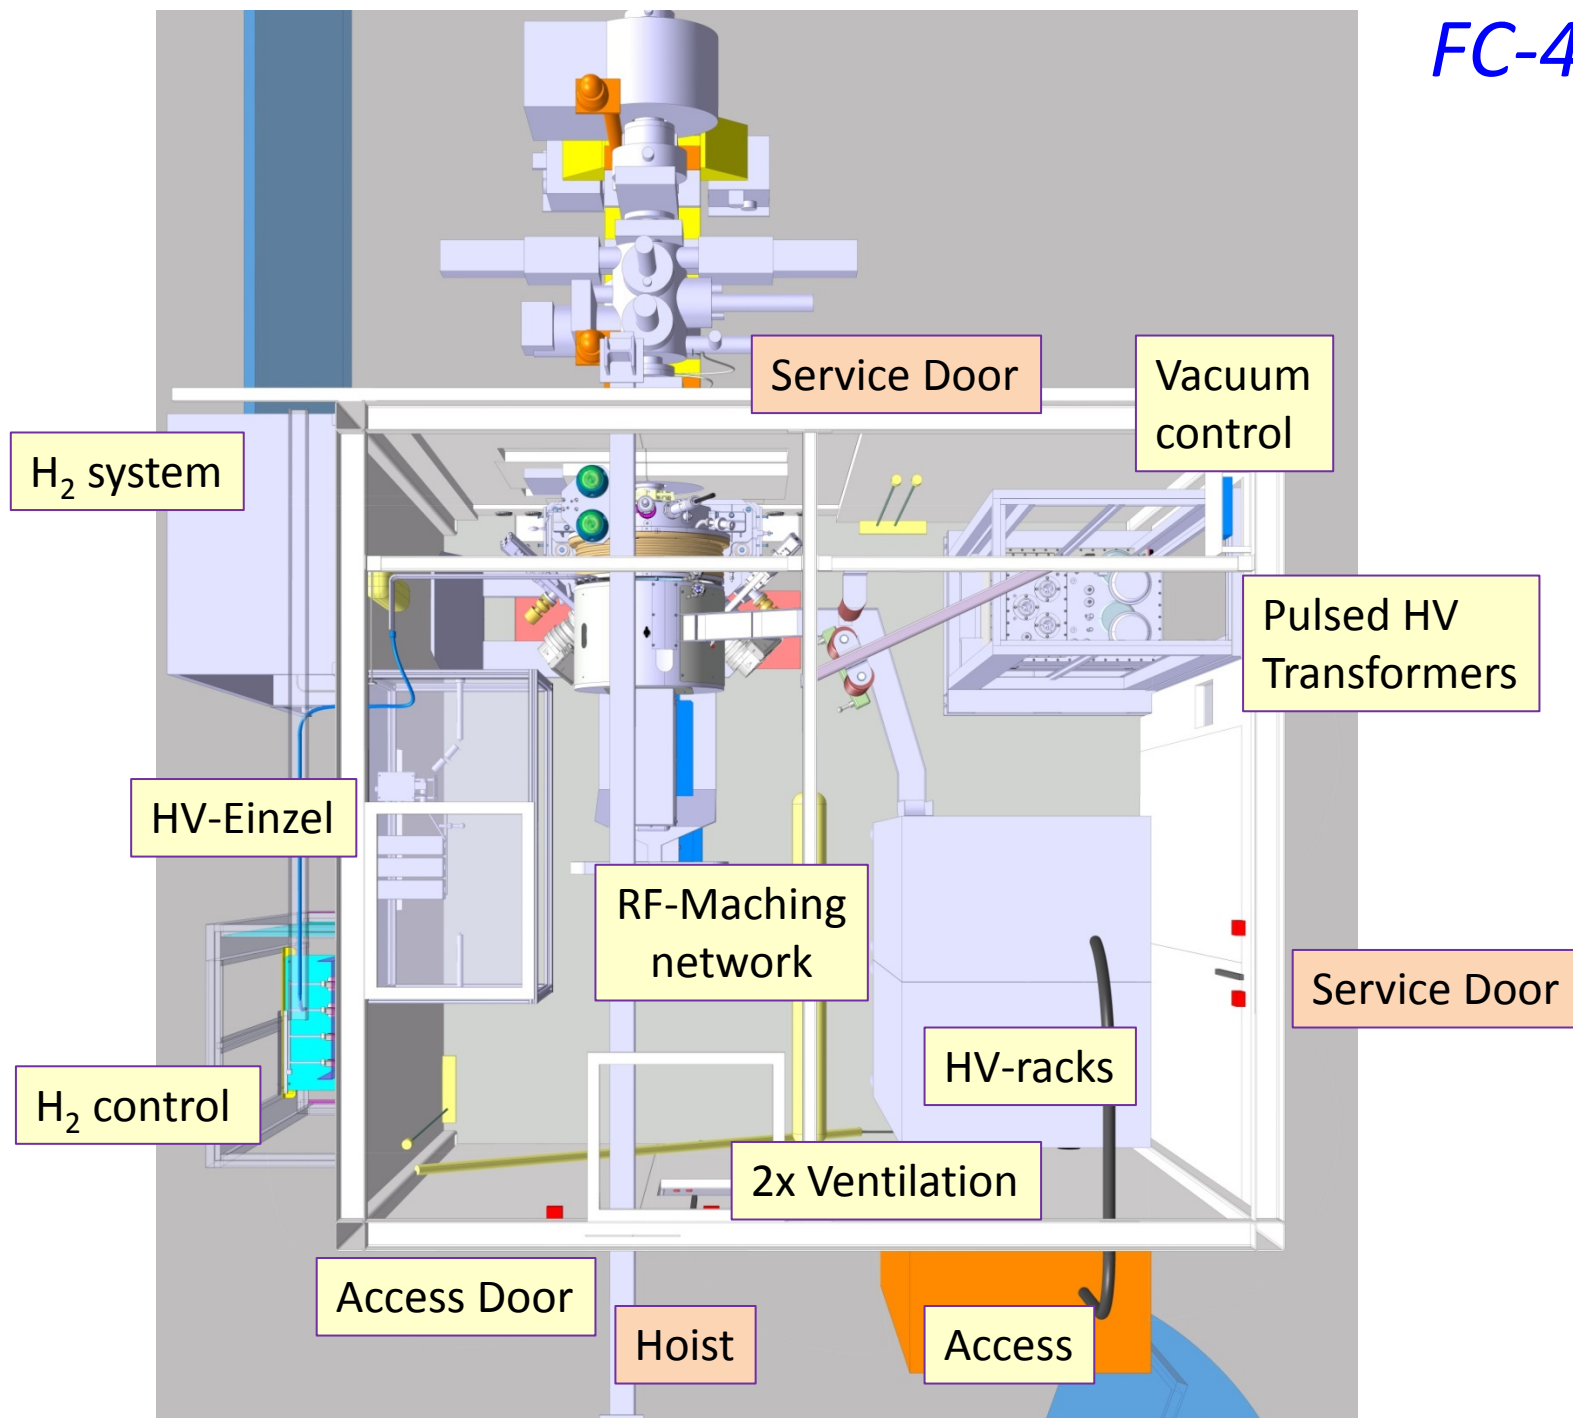 FC-4
Service Door
Vacuum
control
H₂ system
Pulsed HV
Transformers
HV-Einzel
RF-Maching
network
Service Door
HV-racks
H₂ control
2x Ventilation
Access Door
Hoist
Access